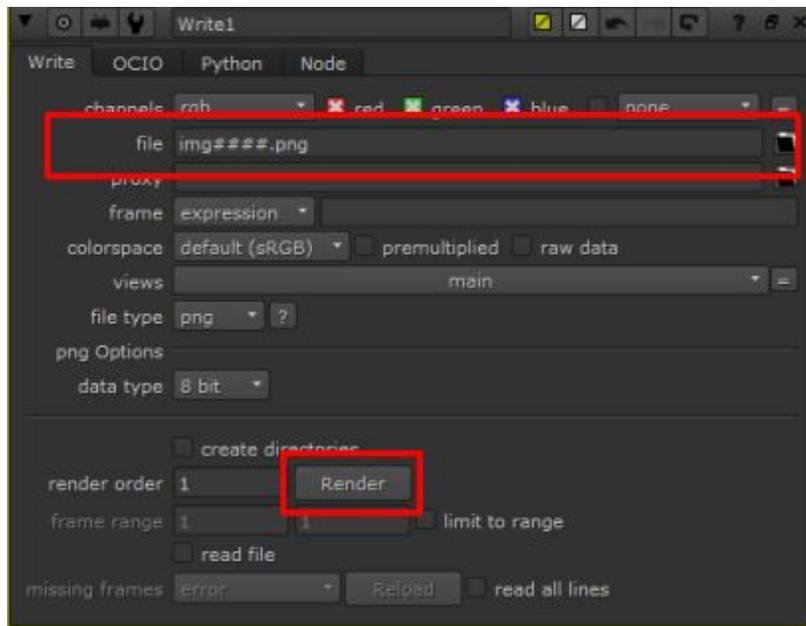 Write1 ?
Write OCIO Python Node
channels rgb red green blue none =
file img####.png
proxy
frame expression
colorspace default (sRGB) premultiplied raw data
views main =
file type png ?
png Options
data type 8 bit
create directories
render order 1 Render
frame range 1 1 limit to range
read file
missing frames error Reload read all lines